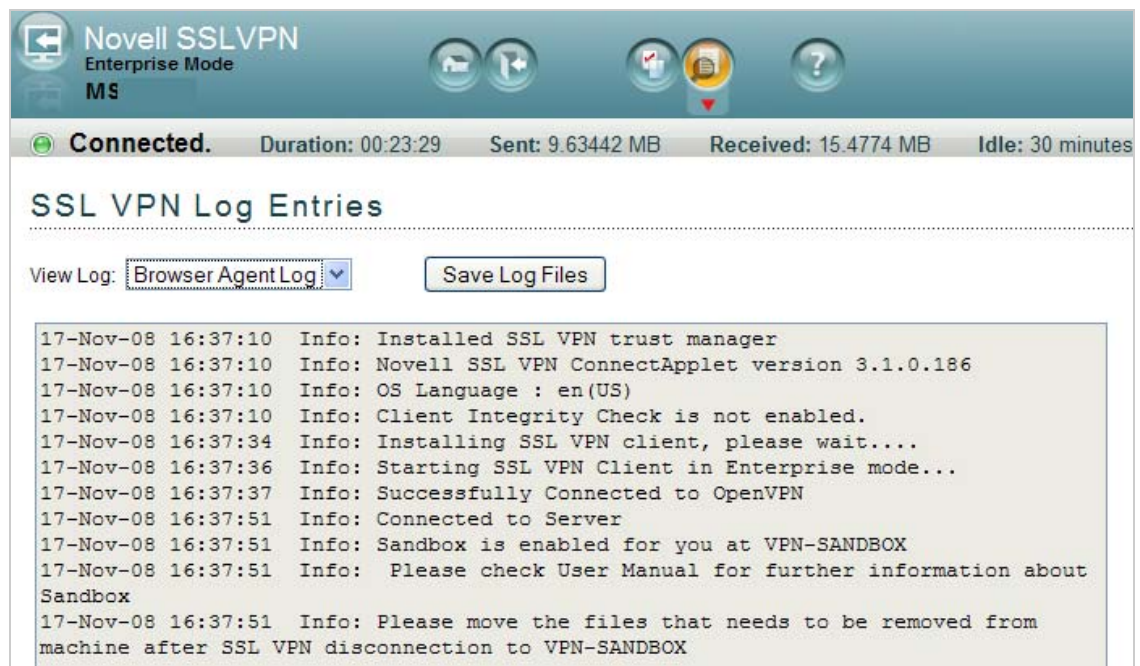 Novell SSLVPN
Enterprise Mode
MS
Connected. Duration: 00:23:29 Sent: 9.63442 MB Received: 15.4774 MB Idle: 30 minutes
SSL VPN Log Entries
View Log: Browser Agent Log Save Log Files
17-Nov-08 16:37:10 Info: Installed SSL VPN trust manager
17-Nov-08 16:37:10 Info: Novell SSL VPN ConnectApplet version 3.1.0.186
17-Nov-08 16:37:10 Info: OS Language : en(US)
17-Nov-08 16:37:10 Info: Client Integrity Check is not enabled.
17-Nov-08 16:37:34 Info: Installing SSL VPN client, please wait....
17-Nov-08 16:37:36 Info: Starting SSL VPN Client in Enterprise mode...
17-Nov-08 16:37:37 Info: Successfully Connected to OpenVPN
17-Nov-08 16:37:51 Info: Connected to Server
17-Nov-08 16:37:51 Info: Sandbox is enabled for you at VPN-SANDBOX
17-Nov-08 16:37:51 Info: Please check User Manual for further information about
Sandbox
17-Nov-08 16:37:51 Info: Please move the files that needs to be removed from
machine after SSL VPN disconnection to VPN-SANDBOX